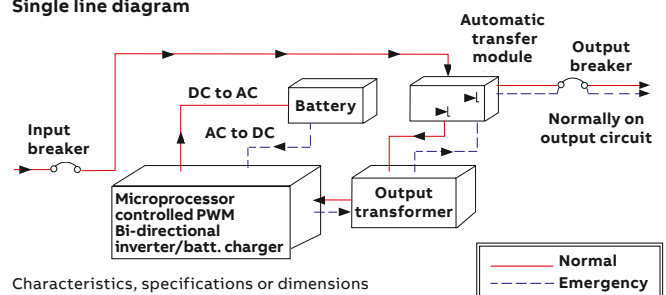 Single line diagram
Automatic
transfer
module
Output
breaker
DC to AC
Battery
AC to DC
Input
breaker
Normally on
output circuit
Microprocessor
controlled PWM
Bi-directional
inverter/batt. charger
Output
transformer
Normal
Emergency
Characteristics, specifications or dimensions